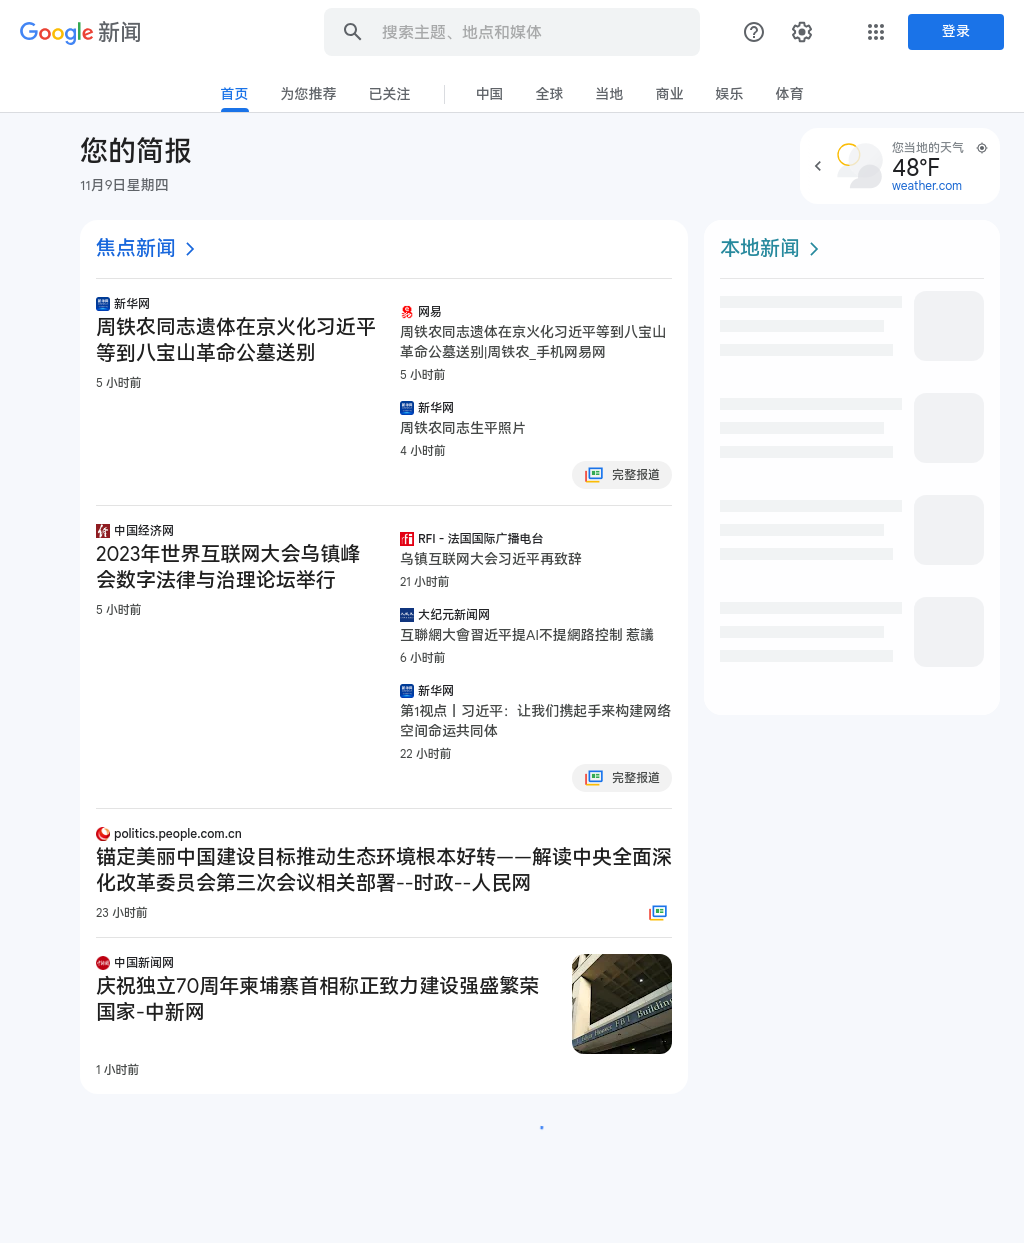 Google 新闻
搜索主题、地点和媒体
登录
首页
为您推荐
已关注
中国
全球
当地
商业
娱乐
体育
您的简报
11月9日星期四
您当地的天气
48°F
weather.com
焦点新闻
新华网
周铁农同志遗体在京火化习近平
等到八宝山革命公墓送别
5 小时前
网易
周铁农同志遗体在京火化习近平等到八宝山
革命公墓送别|周铁农_手机网易网
5 小时前
新华网
周铁农同志生平照片
4 小时前
完整报道
中国经济网
2023年世界互联网大会乌镇峰
会数字法律与治理论坛举行
5 小时前
RFI - 法国国际广播电台
乌镇互联网大会习近平再致辞
21 小时前
大纪元新闻网
互聯網大會習近平提AI不提網路控制 惹議
6 小时前
新华网
第1视点丨习近平：让我们携起手来构建网络
空间命运共同体
22 小时前
完整报道
politics.people.com.cn
锚定美丽中国建设目标推动生态环境根本好转——解读中央全面深
化改革委员会第三次会议相关部署--时政--人民网
23 小时前
中国新闻网
庆祝独立70周年柬埔寨首相称正致力建设强盛繁荣
国家-中新网
1 小时前
本地新闻